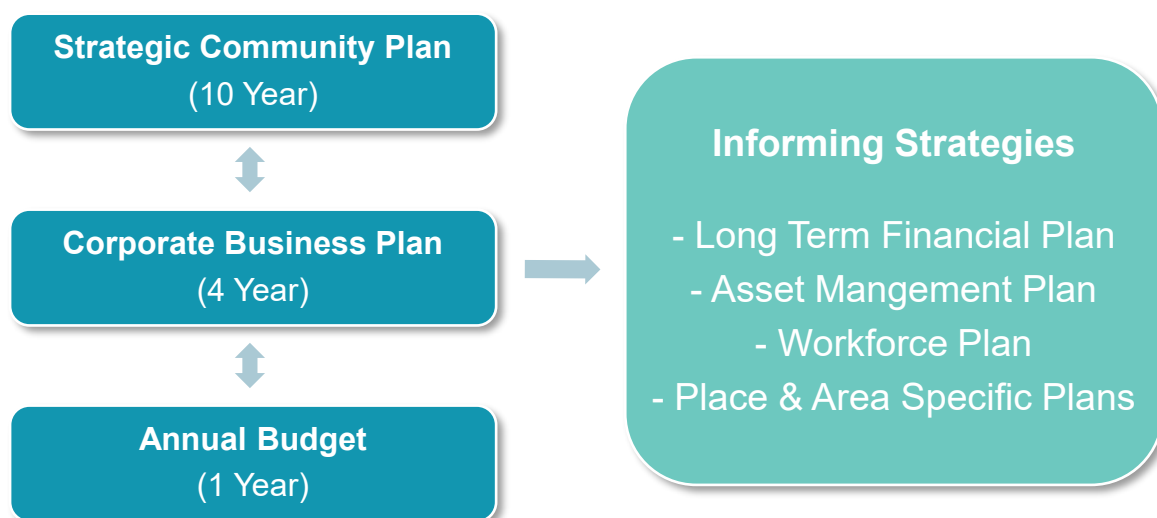 Strategic Community Plan
(10 Year)
Corporate Business Plan
(4 Year)
Annual Budget
(1 Year)
Informing Strategies
- Long Term Financial Plan
- Asset Mangement Plan
- Workforce Plan
- Place & Area Specific Plans